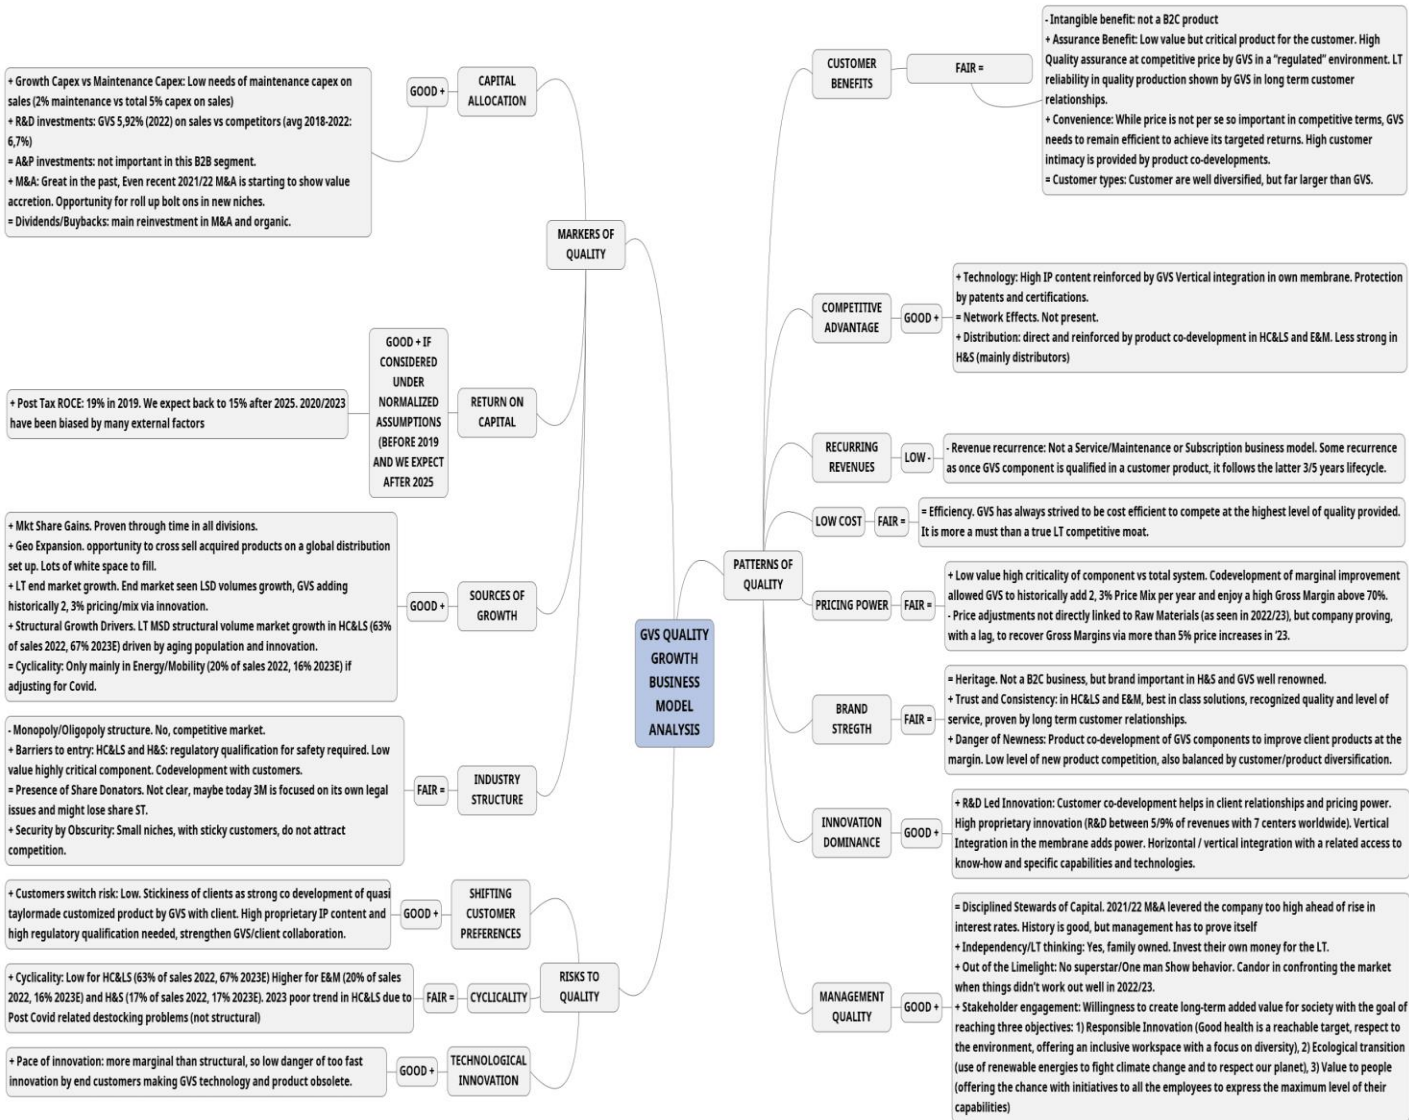 GVS QUALITY
GROWTH
BUSINESS
MODEL
ANALYSIS
MARKERS OF
QUALITY
CAPITAL
ALLOCATION
GOOD +
+ Growth Capex vs Maintenance Capex: Low needs of maintenance capex on
sales (2% maintenance vs total 5% capex on sales)
+ R&D investments: GVS 5,92% (2022) on sales vs competitors (avg 2018-2022:
6,7%)
= A&P investments: not important in this B2B segment.
+ M&A: Great in the past, Even recent 2021/22 M&A is starting to show value
accretion. Opportunity for roll up bolt ons in new niches.
= Dividends/Buybacks: main reinvestment in M&A and organic.
RETURN ON
CAPITAL
GOOD + IF
CONSIDERED
UNDER
NORMALIZED
ASSUMPTIONS
(BEFORE 2019
AND WE EXPECT
AFTER 2025
+ Post Tax ROCE: 19% in 2019. We expect back to 15% after 2025. 2020/2023
have been biased by many external factors
SOURCES OF
GROWTH
GOOD +
+ Mkt Share Gains. Proven through time in all divisions.
+ Geo Expansion. opportunity to cross sell acquired products on a global distribution
set up. Lots of white space to fill.
+ LT end market growth. End market seen LSD volumes growth, GVS adding
historically 2, 3% pricing/mix via innovation.
+ Structural Growth Drivers. LT MSD structural volume market growth in HC&LS (63%
of sales 2022, 67% 2023E) driven by aging population and innovation.
= Cyclicality: Only mainly in Energy/Mobility (20% of sales 2022, 16% 2023E) if
adjusting for Covid.
INDUSTRY
STRUCTURE
FAIR =
- Monopoly/Oligopoly structure. No, competitive market.
+ Barriers to entry: HC&LS and H&S: regulatory qualification for safety required. Low
value highly critical component. Codevelopment with customers.
= Presence of Share Donators. Not clear, maybe today 3M is focused on its own legal
issues and might lose share ST.
+ Security by Obscurity: Small niches, with sticky customers, do not attract
competition.
RISKS TO
QUALITY
SHIFTING
CUSTOMER
PREFERENCES
GOOD +
+ Customers switch risk: Low. Stickiness of clients as strong co development of quasi
taylormade customized product by GVS with client. High proprietary IP content and
high regulatory qualification needed, strengthen GVS/client collaboration.
CYCLICALITY
FAIR =
+ Cyclicality: Low for HC&LS (63% of sales 2022, 67% 2023E) Higher for E&M (20% of sales
2022, 16% 2023E) and H&S (17% of sales 2022, 17% 2023E). 2023 poor trend in HC&LS due to
Post Covid related destocking problems (not structural)
TECHNOLOGICAL
INNOVATION
GOOD +
+ Pace of innovation: more marginal than structural, so low danger of too fast
innovation by end customers making GVS technology and product obsolete.
PATTERNS OF
QUALITY
CUSTOMER
BENEFITS
FAIR =
- Intangible benefit: not a B2C product
+ Assurance Benefit: Low value but critical product for the customer. High
Quality assurance at competitive price by GVS in a “regulated” environment. LT
reliability in quality production shown by GVS in long term customer
relationships.
+ Convenience: While price is not per se so important in competitive terms, GVS
needs to remain efficient to achieve its targeted returns. High customer
intimacy is provided by product co-developments.
= Customer types: Customer are well diversified, but far larger than GVS.
COMPETITIVE
ADVANTAGE
GOOD +
+ Technology: High IP content reinforced by GVS Vertical integration in own membrane. Protection
by patents and certifications.
= Network Effects. Not present.
+ Distribution: direct and reinforced by product co-development in HC&LS and E&M. Less strong in
H&S (mainly distributors)
RECURRING
REVENUES
LOW -
- Revenue recurrence: Not a Service/Maintenance or Subscription business model. Some recurrence
as once GVS component is qualified in a customer product, it follows the latter 3/5 years lifecycle.
LOW COST
FAIR =
= Efficiency. GVS has always strived to be cost efficient to compete at the highest level of quality provided.
It is more a must than a true LT competitive moat.
PRICING POWER
FAIR =
+ Low value high criticality of component vs total system. Codevelopment of marginal improvement
allowed GVS to historically add 2, 3% Price Mix per year and enjoy a high Gross Margin above 70%.
- Price adjustments not directly linked to Raw Materials (as seen in 2022/23), but company proving,
with a lag, to recover Gross Margins via more than 5% price increases in ’23.
BRAND
STREGTH
FAIR =
= Heritage. Not a B2C business, but brand important in H&S and GVS well renowned.
+ Trust and Consistency: in HC&LS and E&M, best in class solutions, recognized quality and level of
service, proven by long term customer relationships.
+ Danger of Newness: Product co-development of GVS components to improve client products at the
margin. Low level of new product competition, also balanced by customer/product diversification.
INNOVATION
DOMINANCE
GOOD +
+ R&D Led Innovation: Customer co-development helps in client relationships and pricing power.
High proprietary innovation (R&D between 5/9% of revenues with 7 centers worldwide). Vertical
Integration in the membrane adds power. Horizontal / vertical integration with a related access to
know-how and specific capabilities and technologies.
MANAGEMENT
QUALITY
GOOD +
= Disciplined Stewards of Capital. 2021/22 M&A levered the company too high ahead of rise in
interest rates. History is good, but management has to prove itself
+ Independency/LT thinking: Yes, family owned. Invest their own money for the LT.
+ Out of the Limelight: No superstar/One man Show behavior. Candor in confronting the market
when things didn’t work out well in 2022/23.
+ Stakeholder engagement: Willingness to create long-term added value for society with the goal of
reaching three objectives: 1) Responsible Innovation (Good health is a reachable target, respect to
the environment, offering an inclusive workspace with a focus on diversity), 2) Ecological transition
(use of renewable energies to fight climate change and to respect our planet), 3) Value to people
(offering the chance with initiatives to all the employees to express the maximum level of their
capabilities)